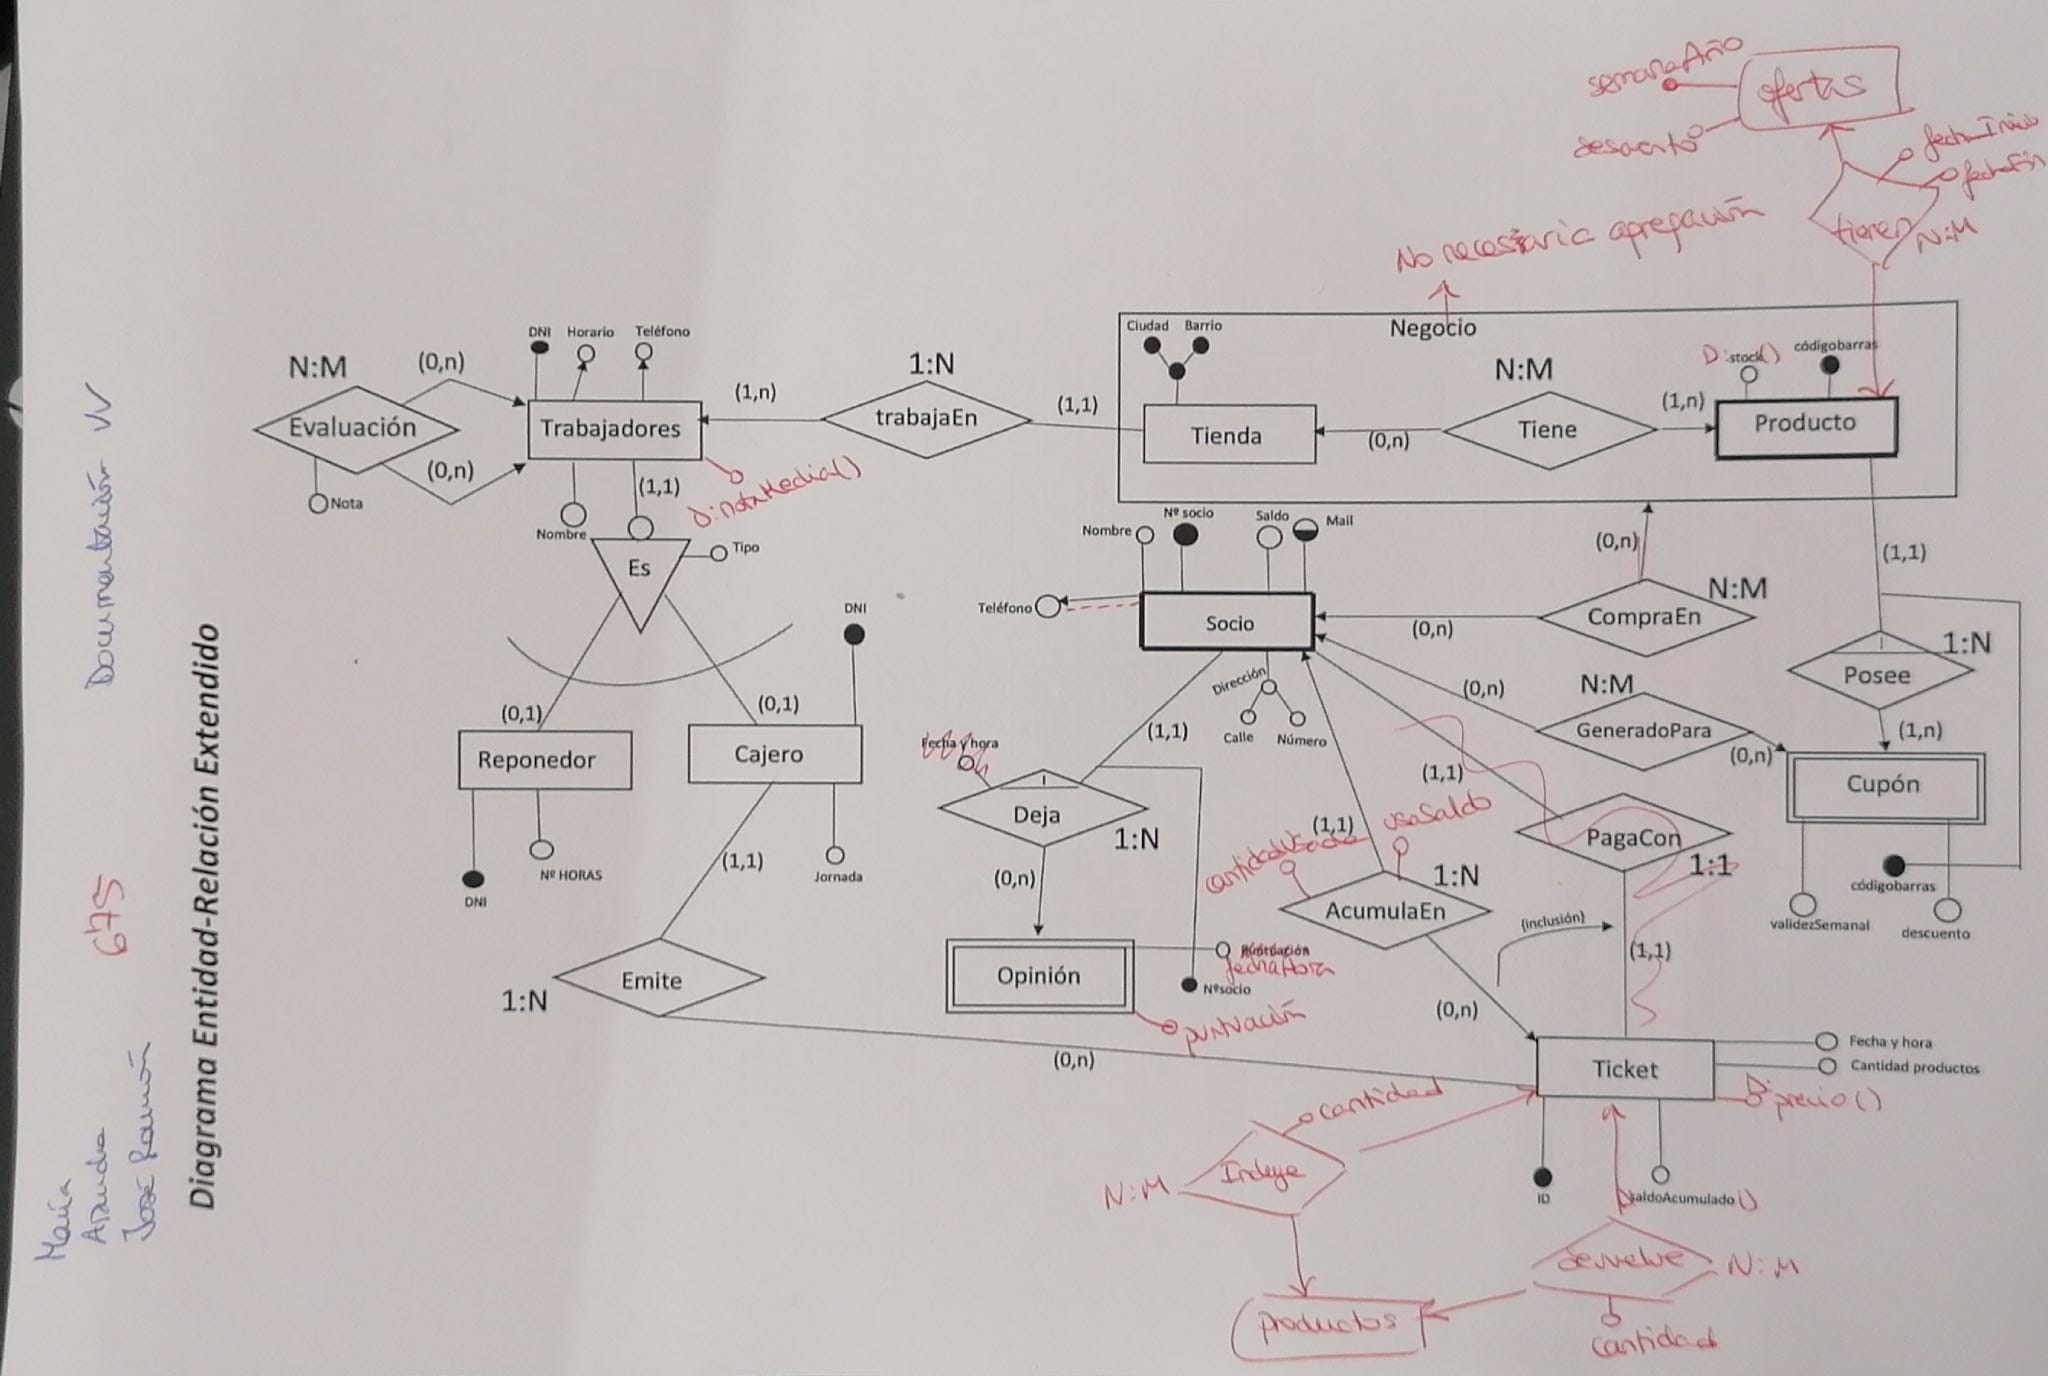 María
Aranda
José Ramón
675
Documentación VV
Diagrama Entidad-Relación Extendido
semanaAño
ofertas
descuento
fechaInicio
fechaFin
tienen
N:M
No necesaria agregación
Negocio
Ciudad
Barrio
Tienda
(0,n)
N:M
Tiene
(1,n)
D:
stock
()
códigobarras
Producto
N:M
(0,n)
(0,n)
Evaluación
Nota
DNI
Horario
Teléfono
Trabajadores
D:notaMedia()
Nombre
(1,1)
Es
Tipo
(1,n)
1:N
trabajaEn
(1,1)
(0,1)
Reponedor
DNI
Nº HORAS
(0,1)
DNI
Cajero
Jornada
(1,1)
Emite
1:N
(0,n)
Nombre
Nº socio
Saldo
Mail
Teléfono
Socio
Dirección
Calle
Número
(0,n)
(0,n)
N:M
CompraEn
(1,1)
1:N
Posee
(1,n)
(0,n)
N:M
GeneradoPara
(0,n)
Cupón
validezSemanal
códigobarras
descuento
(1,1)
Fecha y hora
Deja
1:N
(0,n)
Opinión
fechaHora
Nºsocio
puntuación
(1,1)
cantidadUsada
usaSaldo
AcumulaEn
1:N
(0,n)
(1,1)
PagaCon
1:1
(inclusión)
(1,1)
Ticket
Fecha y hora
Cantidad productos
D:precio()
ID
saldoAcumulado
()
cantidad
Incluye
N:M
productos
devuelve
N:M
cantidad